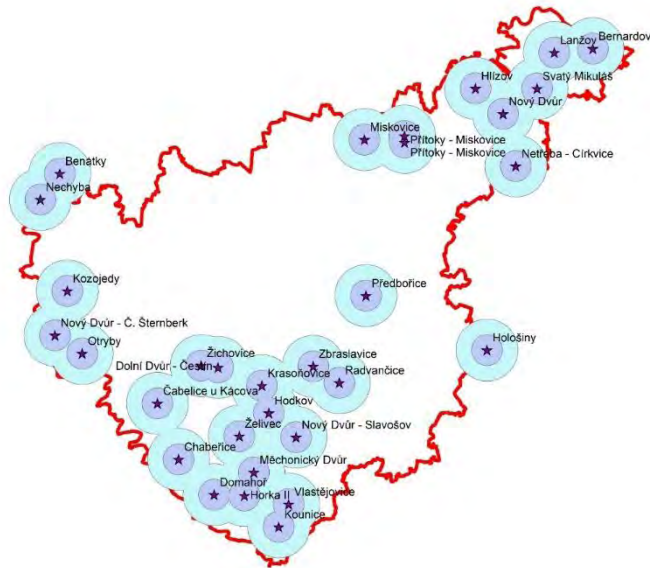 Bernardov
Lanžov
Hlízov
Svatý Mikuláš
Nový Dvůr
Miskovice
Přítoky - Miskovice
Přítoky - Miskovice
Netřeba - Církvice
Benátky
Nechyba
Kozojedy
Předbořice
Nový Dvůr - Č. Šternberk
Otryby
Hološiny
Žichovice
Zbraslavice
Dolní Dvůr - Čestín
Krasoňovice
Radvančice
Čabelice u Kácova
Hodkov
Želivec
Nový Dvůr - Slavošov
Chabeřice
Měchonický Dvůr
Domahoř
Horka II
Vlastějovice
Kounice